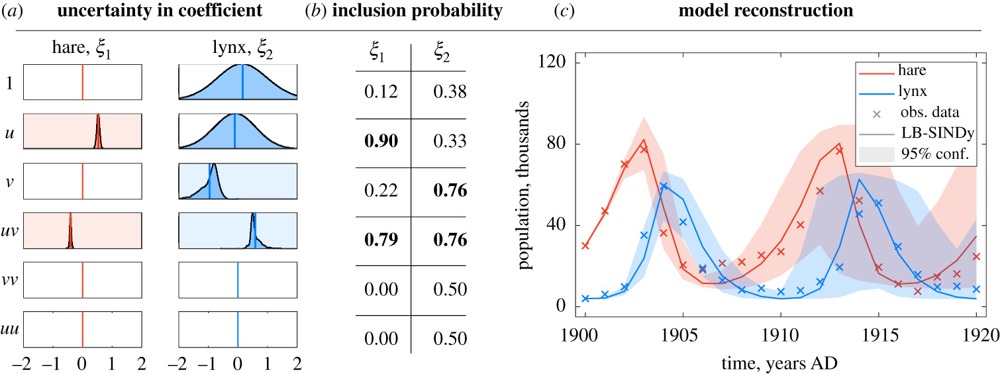 (a) uncertainty in coefficient (b) inclusion probability (c) model reconstruction
hare, ξ1 lynx, ξ2
ξ1 ξ2
1 0.12 0.38
u 0.90 0.33
v 0.22 0.76
uv 0.79 0.76
vv 0.00 0.50
uu 0.00 0.50
–2 –1 0 1 2 –2 –1 0 1 2
population, thousands
120
80
40
0
hare
lynx
obs. data
LB-SINDy
95% conf.
1900 1905 1910 1915 1920
time, years AD